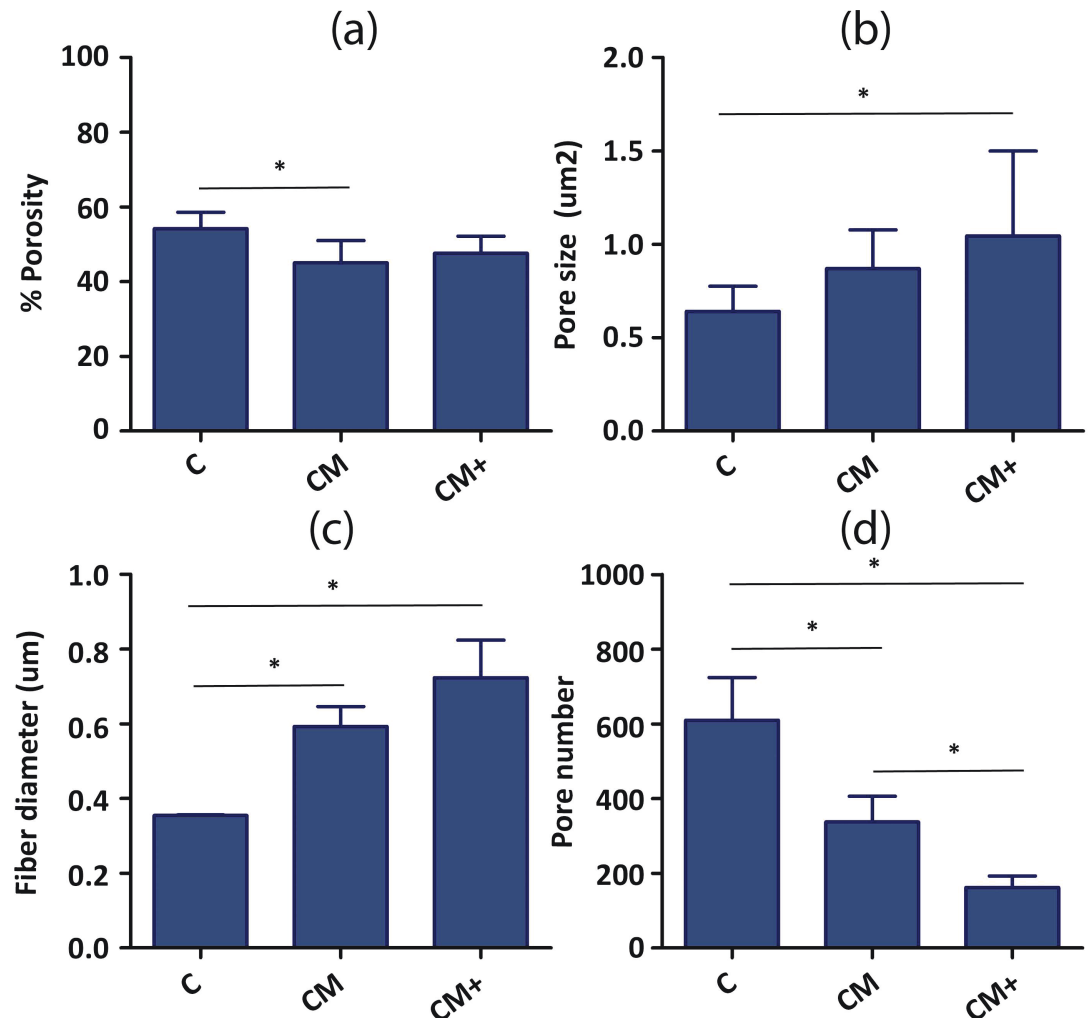 (a)
% Porosity
100
80
60
40
20
0
*
C
CM
CM+
(b)
Pore size (um2)
2.0
1.5
1.0
0.5
0.0
*
C
CM
CM+
(c)
Fiber diameter (um)
1.0
0.8
0.6
0.4
0.2
0.0
*
*
C
CM
CM+
(d)
Pore number
1000
800
600
400
200
0
*
*
*
C
CM
CM+